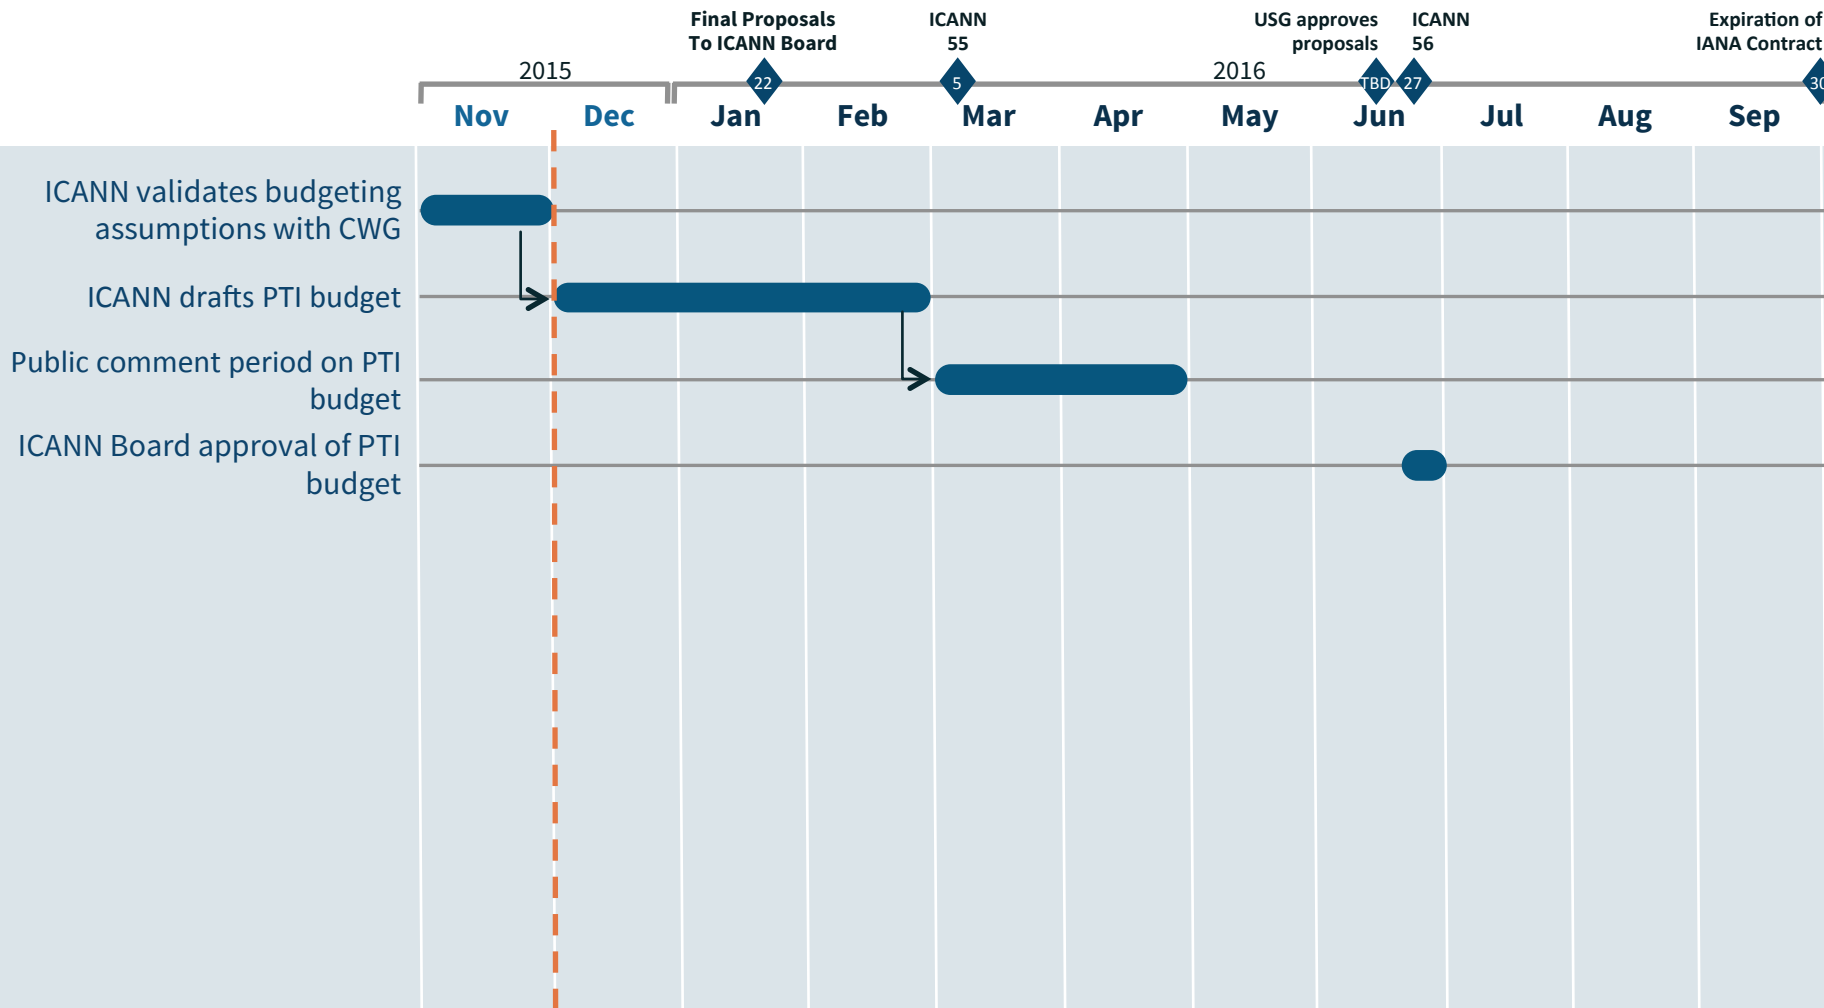 Final Proposals
To ICANN Board
ICANN
55
USG approves
proposals
ICANN
56
Expiration of
IANA Contract
2015
2016
22
5
TBD
27
30
Nov
Dec
Jan
Feb
Mar
Apr
May
Jun
Jul
Aug
Sep
ICANN validates budgeting
assumptions with CWG
ICANN drafts PTI budget
Public comment period on PTI
budget
ICANN Board approval of PTI
budget